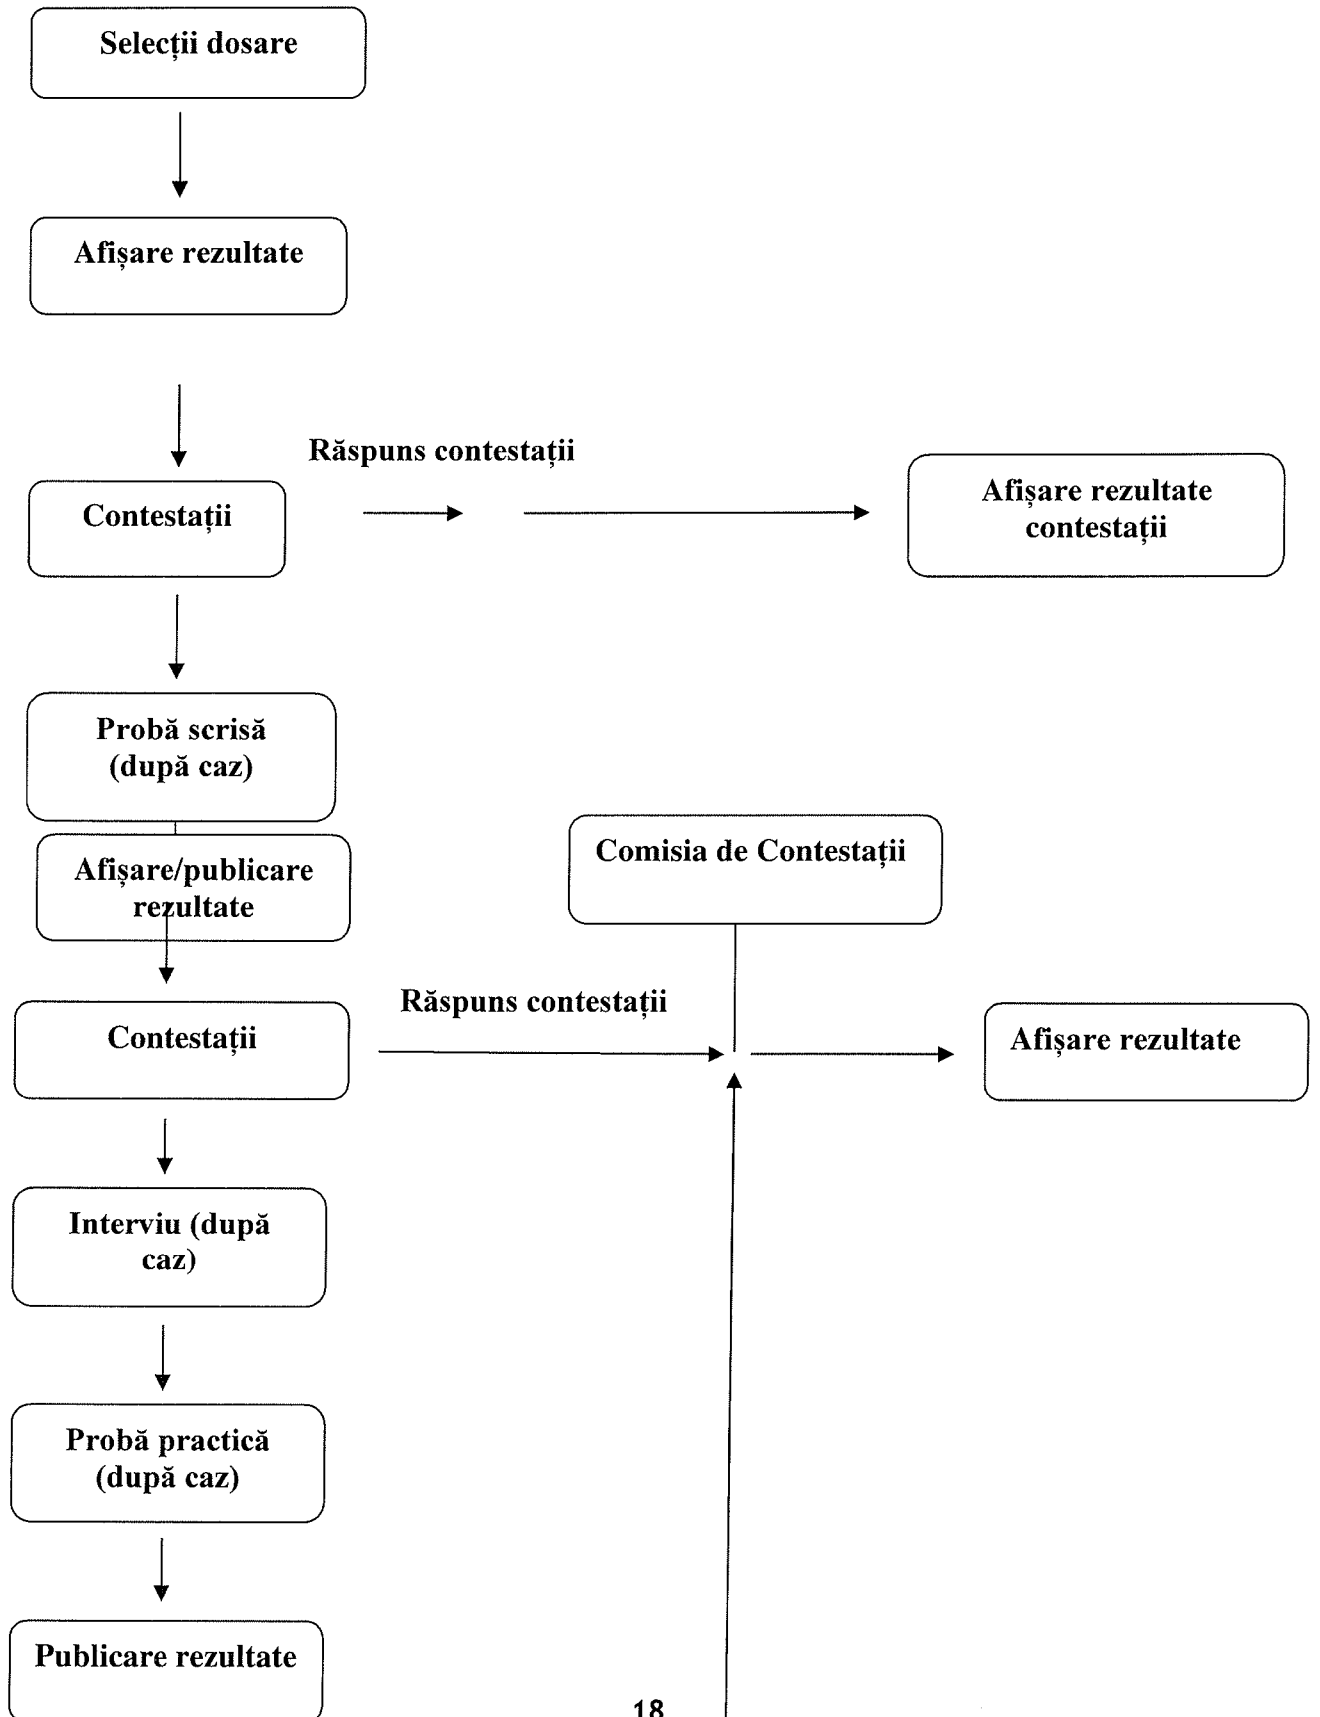 Selecții dosare
Afișare rezultate
Răspuns contestații
Contestații
Afișare rezultate
contestații
Probă scrisă
(după caz)
Comisia de Contestații
Afișare/publicare
rezultate
Răspuns contestații
Contestații
Afișare rezultate
Interviu (după
caz)
Probă practică
(după caz)
Publicare rezultate
18